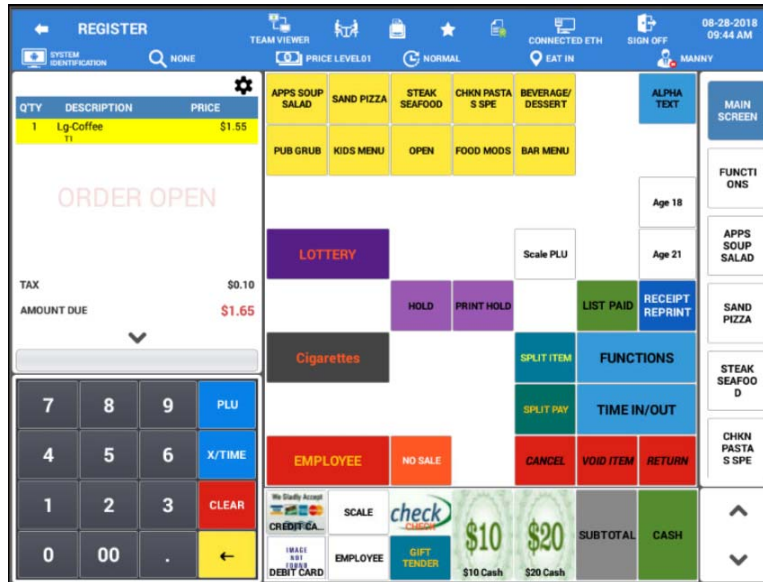 REGISTER
TEAM VIEWER
CONNECTED ETH
SIGN OFF
08-28-2018
09:44 AM
SYSTEM
IDENTIFICATION
NONE
PRICE LEVEL01
NORMAL
EAT IN
MANNY
Q'TY DESCRIPTION PRICE
1 Lg-Coffee $1.55
T1
ORDER OPEN
TAX $0.10
AMOUNT DUE $1.65
7 8 9 PLU
4 5 6 X/TIME
1 2 3 CLEAR
0 00 . ←
APPS SOUP
SALAD
SAND PIZZA
STEAK
SEAFOOD
CHKN PASTA
S SPE
BEVERAGE/
DESSERT
ALPHA
TEXT
PUB GRUB
KIDS MENU
OPEN
FOOD MODS
BAR MENU
Age 18
LOTTERY
Scale PLU
Age 21
HOLD
PRINT HOLD
LIST PAID
RECEIPT
REPRINT
Cigarettes
SPLIT ITEM
FUNCTIONS
SPLIT PAY
TIME IN/OUT
EMPLOYEE
NO SALE
CANCEL
VOID ITEM
RETURN
We Gladly Accept
CREDIT CA...
SCALE
check
CHECK
$10
$10 Cash
$20
$20 Cash
SUBTOTAL
CASH
IMAGE
NOT
FOUND
DEBIT CARD
EMPLOYEE
GIFT
TENDER
MAIN
SCREEN
FUNCTI
ONS
APPS
SOUP
SALAD
SAND
PIZZA
STEAK
SEAFOO
D
CHKN
PASTA
S SPE